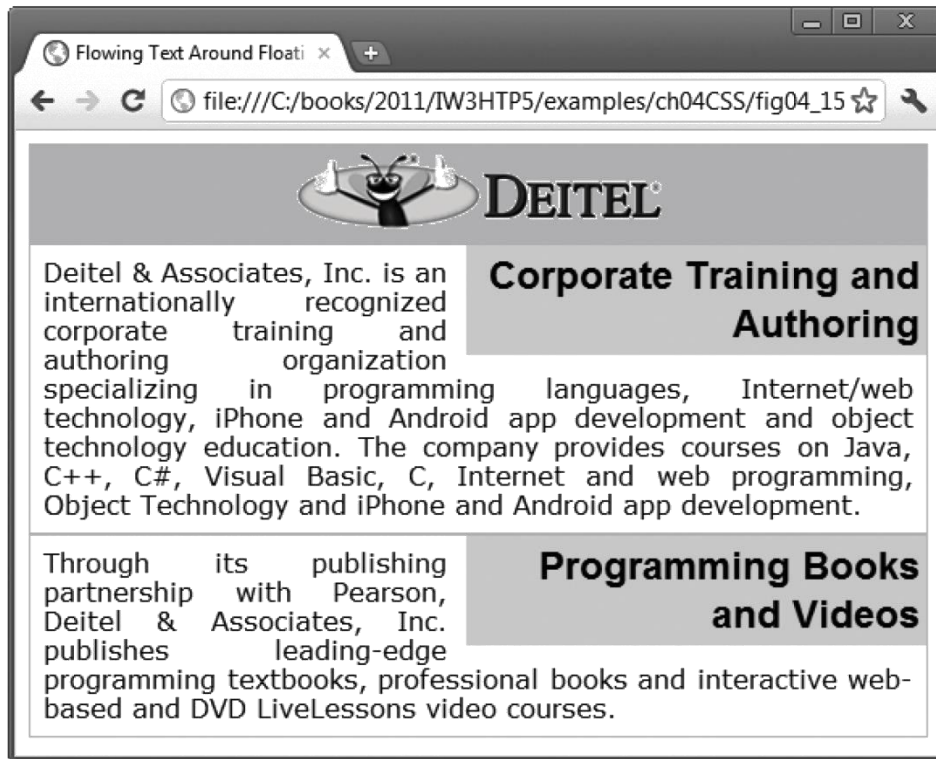 Flowing Text Around Floati
file:///C:/books/2011/IW3HTP5/examples/ch04CSS/fig04_15
DEITEL®
Corporate Training and
Authoring
Deitel & Associates, Inc. is an
internationally recognized
corporate training and
authoring organization
specializing in programming languages, Internet/web
technology, iPhone and Android app development and object
technology education. The company provides courses on Java,
C++, C#, Visual Basic, C, Internet and web programming,
Object Technology and iPhone and Android app development.
Programming Books
and Videos
Through its publishing
partnership with Pearson,
Deitel & Associates, Inc.
publishes leading-edge
programming textbooks, professional books and interactive web-
based and DVD LiveLessons video courses.